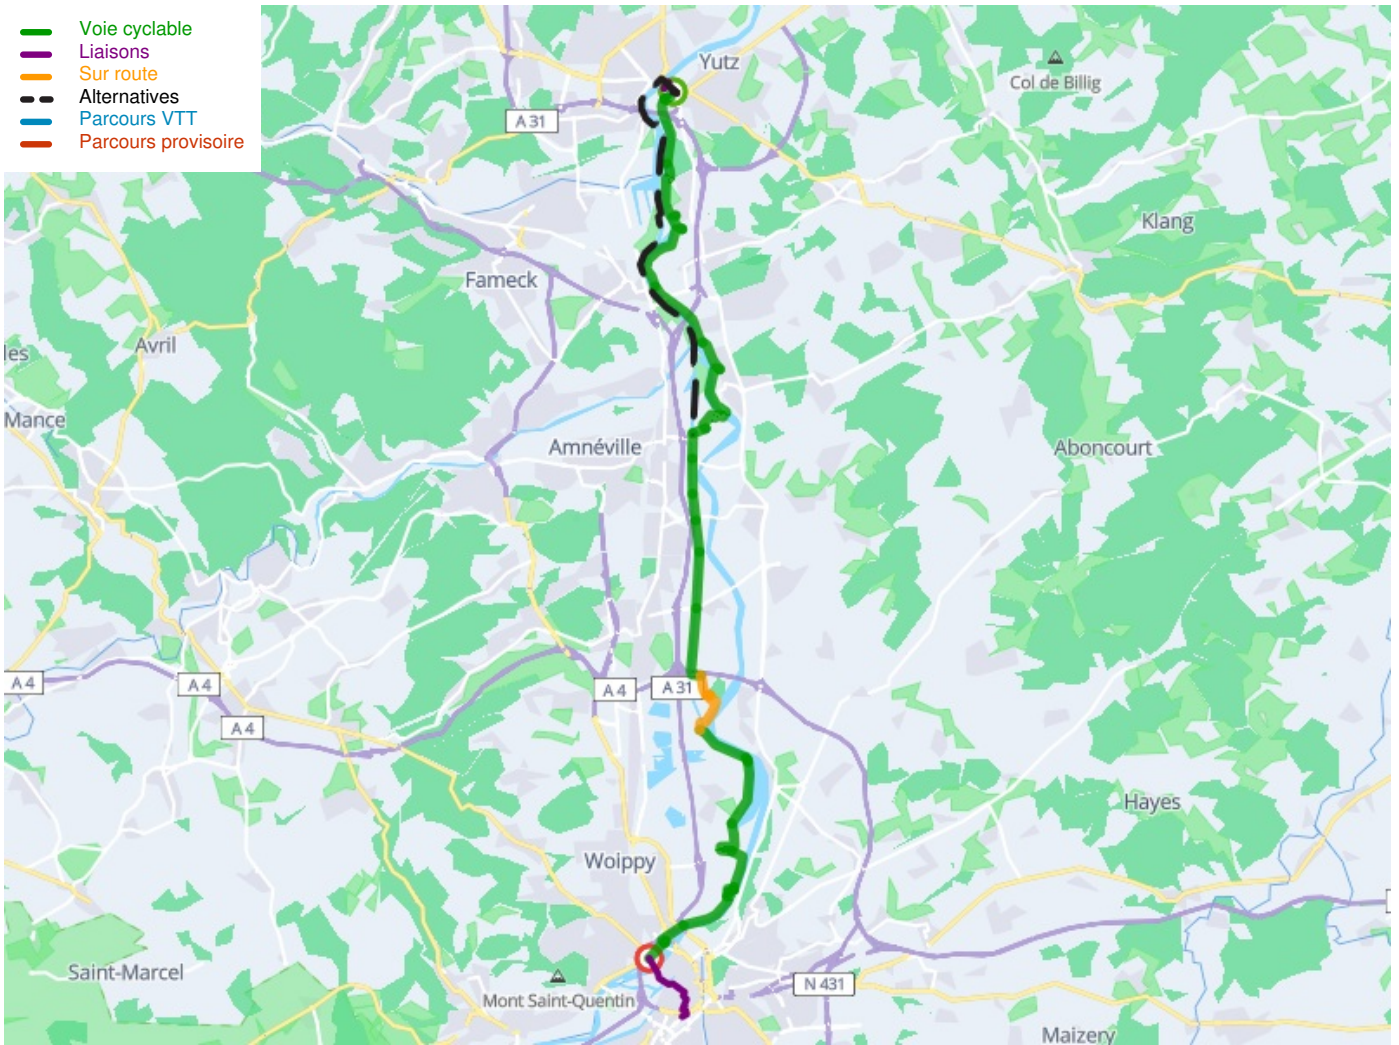 Voie cyclable
Liaisons
Sur route
Alternatives
Parcours VTT
Parcours provisoire
Yutz
Col de Billig
A 31
Klang
Fameck
Avril
les
Mance
Amnéville
Aboncourt
A 4
A 4
A 4
A 31
A 4
Hayes
Woippy
Saint-Marcel
Mont Saint-Quentin
N 431
Maizery